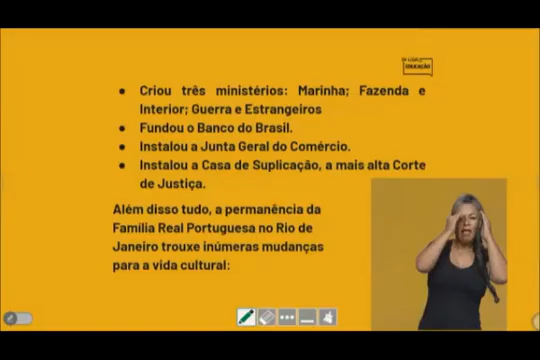 EDUCAÇÃO
• Criou três ministérios: Marinha; Fazenda e
Interior; Guerra e Estrangeiros
• Fundou o Banco do Brasil.
• Instalou a Junta Geral do Comércio.
• Instalou a Casa de Suplicação, a mais alta Corte
de Justiça.
Além disso tudo, a permanência da
Família Real Portuguesa no Rio de
Janeiro trouxe inúmeras mudanças
para a vida cultural: